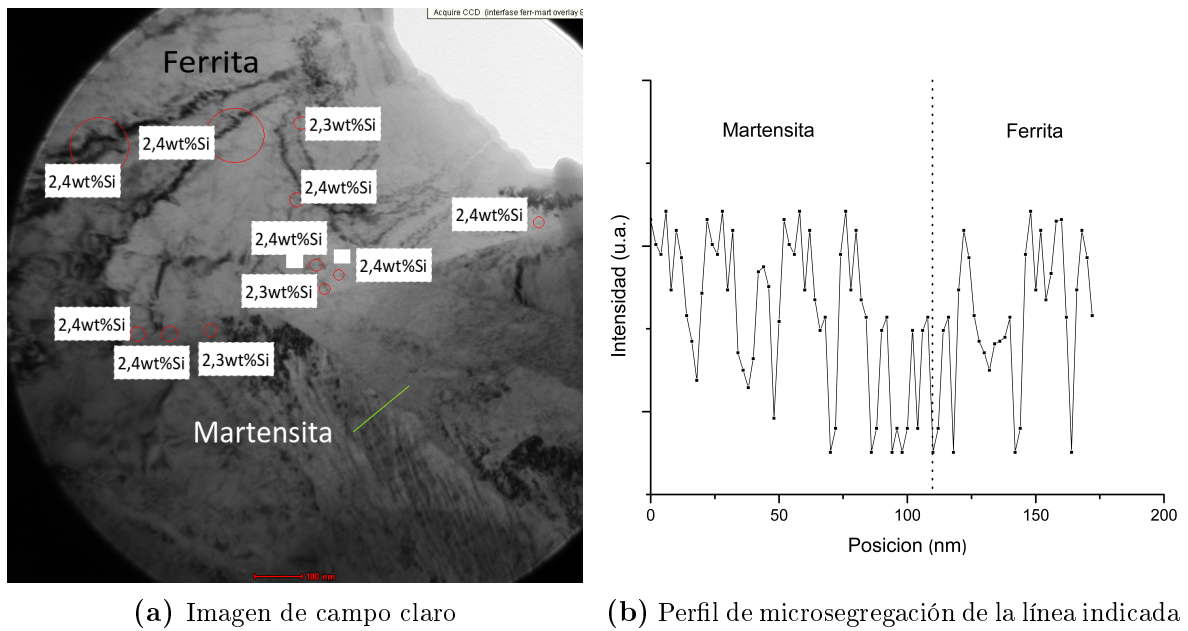 Acquire CCD (interfase ferr-mart overlay
Ferrita
2,3wt%Si
2,4wt%Si
2,4wt%Si
2,4wt%Si
2,4wt%Si
2,4wt%Si
2,4wt%Si
2,3wt%Si
2,4wt%Si
2,4wt%Si
2,3wt%Si
Martensita
100 nm
(a) Imagen de campo claro
Martensita
Ferrita
Intensidad (u.a.)
0
50
100
150
200
Posicion (nm)
(b) Perfil de microsegregación de la línea indicada